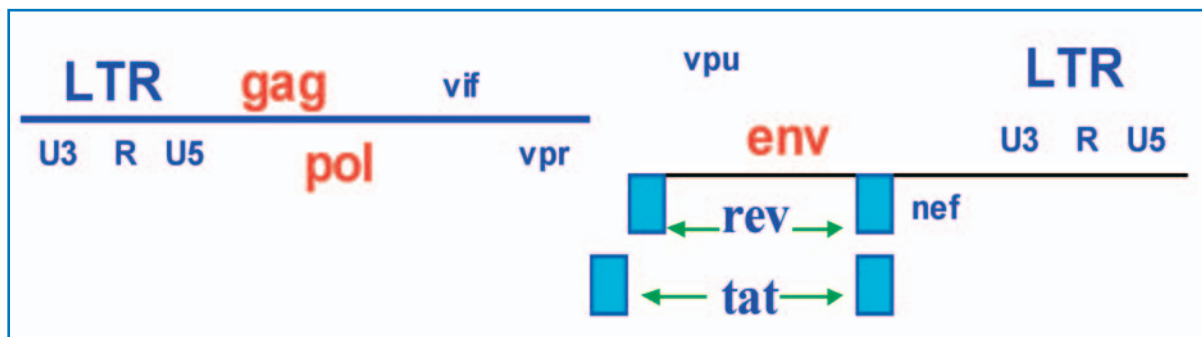 LTR gag vif vpu LTR
U3 R U5 pol vpr env U3 R U5
rev nef
tat